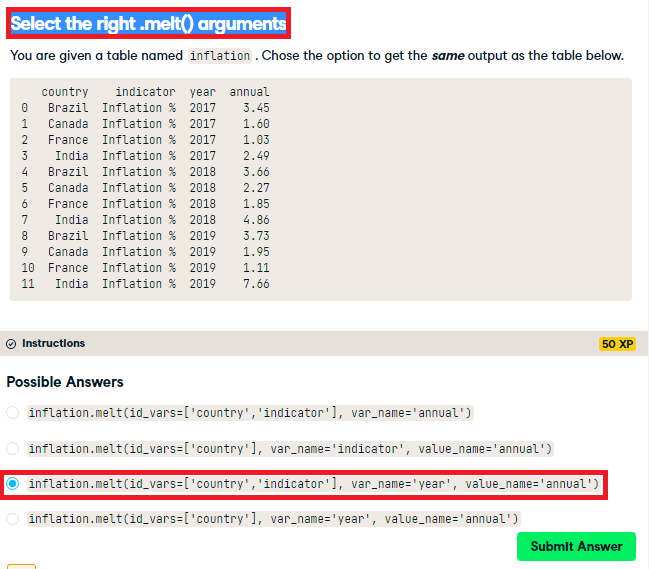 Select the right .melt() arguments
You are given a table named inflation . Chose the option to get the same output as the table below.
country indicator year annual
0 Brazil Inflation % 2017 3.45
1 Canada Inflation % 2017 1.60
2 France Inflation % 2017 1.03
3 India Inflation % 2017 2.49
4 Brazil Inflation % 2018 3.66
5 Canada Inflation % 2018 2.27
6 France Inflation % 2018 1.85
7 India Inflation % 2018 4.86
8 Brazil Inflation % 2019 3.73
9 Canada Inflation % 2019 1.95
10 France Inflation % 2019 1.11
11 India Inflation % 2019 7.66
Instructions 50 XP
Possible Answers
inflation.melt(id_vars=['country','indicator'], var_name='annual')
inflation.melt(id_vars=['country'], var_name='indicator', value_name='annual')
inflation.melt(id_vars=['country','indicator'], var_name='year', value_name='annual')
inflation.melt(id_vars=['country'], var_name='year', value_name='annual')
Submit Answer